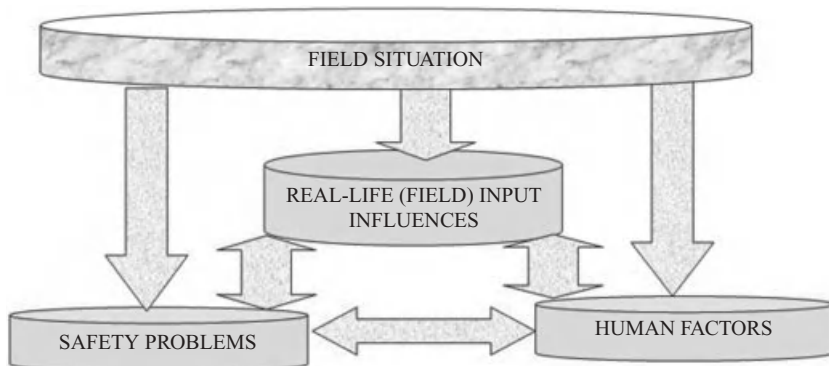 FIELD SITUATION
REAL-LIFE (FIELD) INPUT
INFLUENCES
SAFETY PROBLEMS
HUMAN FACTORS